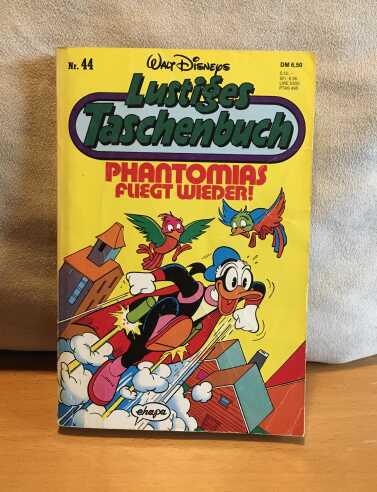 Nr. 44
WALT DISNEYS
DM 6,50
Lustiges
Taschenbuch
PHANTOMIAS
FLIEGT WIEDER!
ehapa